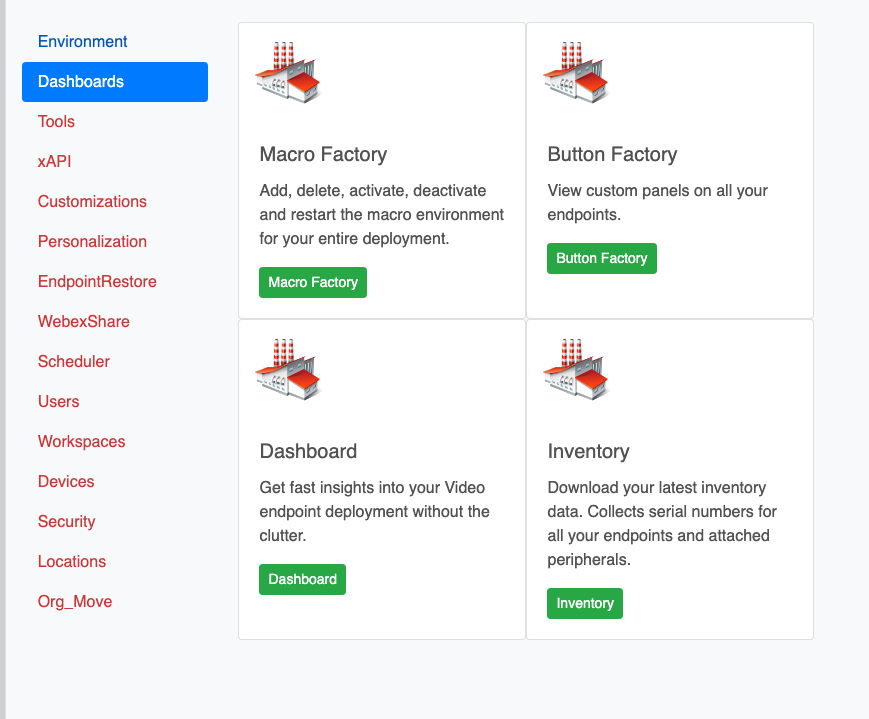 Environment
Dashboards
Tools
xAPI
Customizations
Personalization
EndpointRestore
WebexShare
Scheduler
Users
Workspaces
Devices
Security
Locations
Org_Move
Macro Factory
Add, delete, activate, deactivate
and restart the macro environment
for your entire deployment.
Macro Factory
Button Factory
View custom panels on all your
endpoints.
Button Factory
Dashboard
Get fast insights into your Video
endpoint deployment without the
clutter.
Dashboard
Inventory
Download your latest inventory
data. Collects serial numbers for
all your endpoints and attached
peripherals.
Inventory